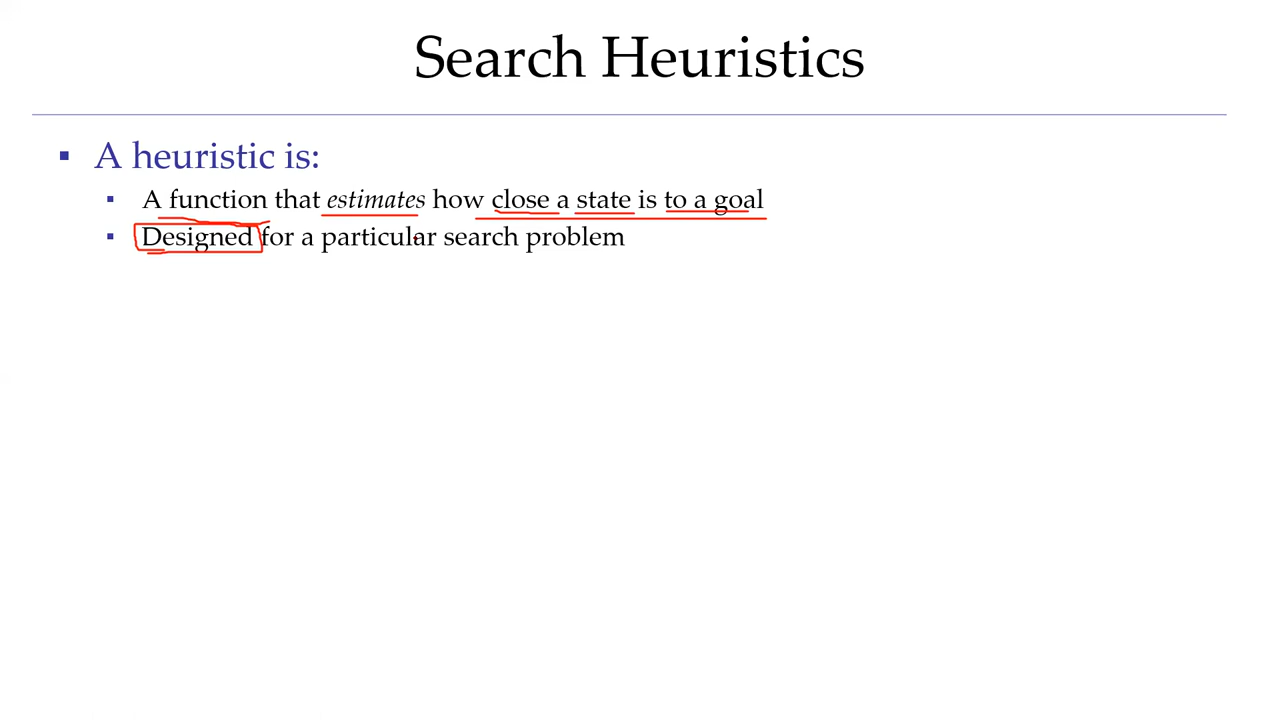 Search Heuristics
▪ A heuristic is:
▪ A function that estimates how close a state is to a goal
▪ Designed for a particular search problem